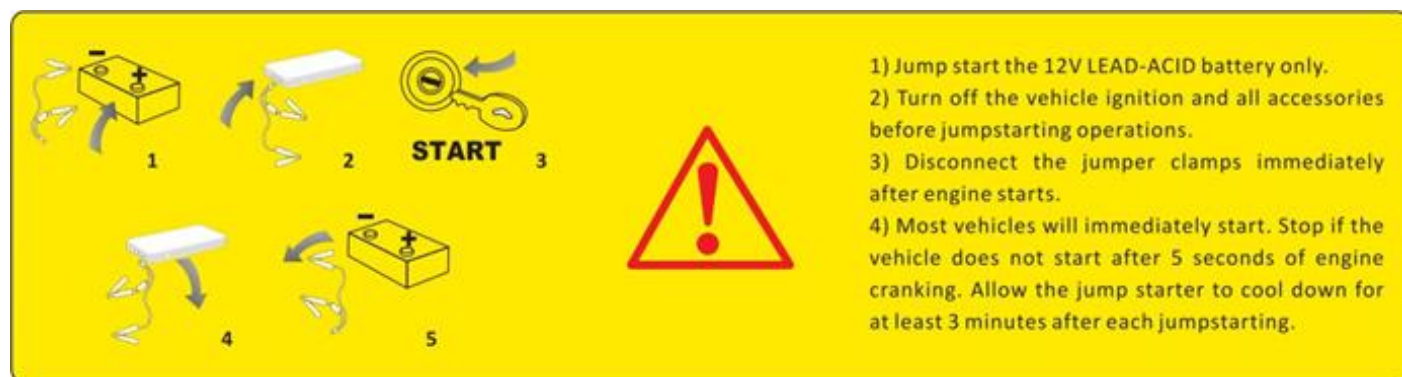 - +
1
2
START 3
4
- +
5
1) Jump start the 12V LEAD-ACID battery only.
2) Turn off the vehicle ignition and all accessories
before jumpstarting operations.
3) Disconnect the jumper clamps immediately
after engine starts.
4) Most vehicles will immediately start. Stop if the
vehicle does not start after 5 seconds of engine
cranking. Allow the jump starter to cool down for
at least 3 minutes after each jumpstarting.